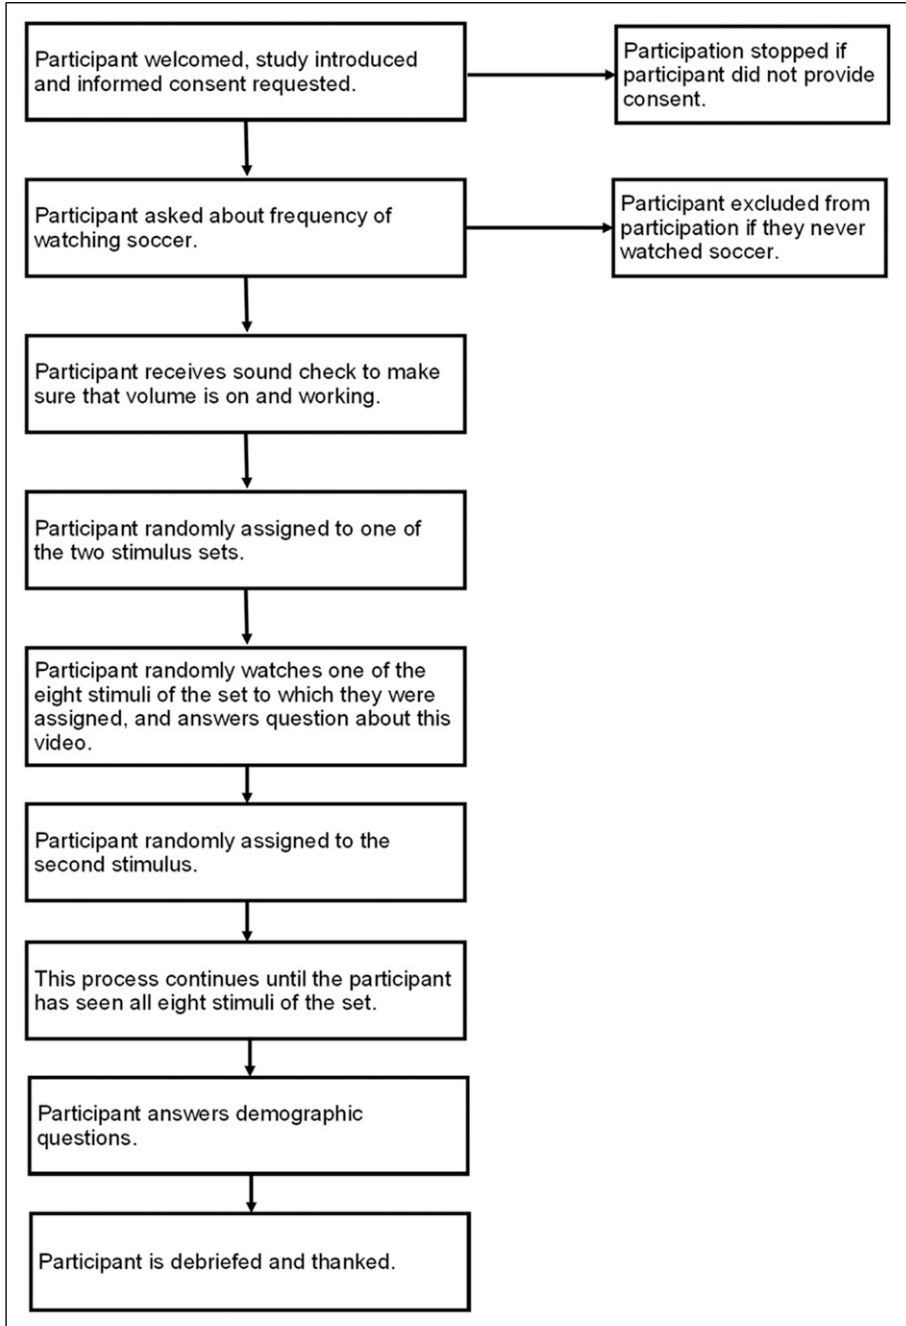 Participant welcomed, study introduced
and informed consent requested.
Participation stopped if
participant did not provide
consent.
Participant asked about frequency of
watching soccer.
Participant excluded from
participation if they never
watched soccer.
Participant receives sound check to make
sure that volume is on and working.
Participant randomly assigned to one of
the two stimulus sets.
Participant randomly watches one of the
eight stimuli of the set to which they were
assigned, and answers question about this
video.
Participant randomly assigned to the
second stimulus.
This process continues until the participant
has seen all eight stimuli of the set.
Participant answers demographic
questions.
Participant is debriefed and thanked.